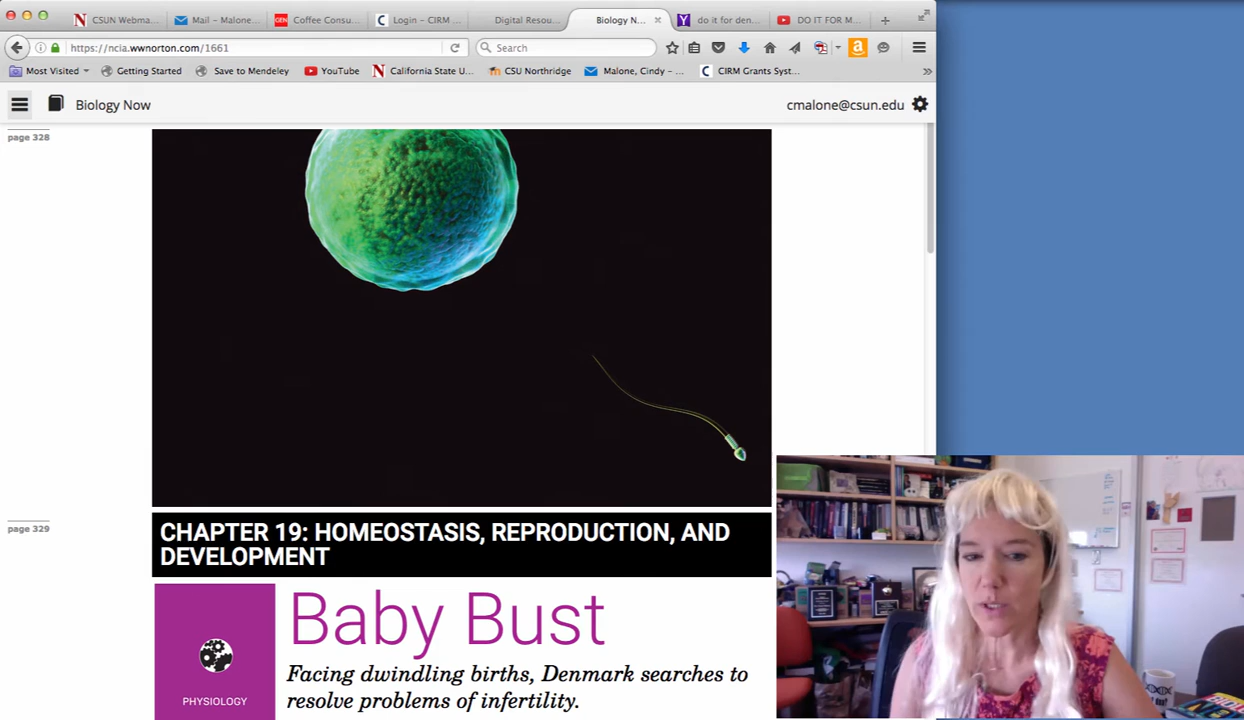 CSUN Webma...
Mail – Malone...
GEN Coffee Consu...
C Login – CIRM ...
Digital Resou...
Biology N... ×
do it for den...
DO IT FOR M...
https://ncia.wwnorton.com/1661
Search
Most Visited
Getting Started
Save to Mendeley
YouTube
California State U...
CSU Northridge
Malone, Cindy – ...
CIRM Grants Syst...
Biology Now
cmalone@csun.edu
page 328
page 329
CHAPTER 19: HOMEOSTASIS, REPRODUCTION, AND
DEVELOPMENT
Baby Bust
Facing dwindling births, Denmark searches to
resolve problems of infertility.
PHYSIOLOGY